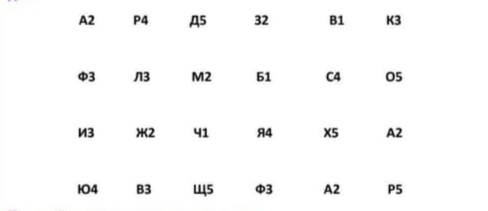 А2 Р4 Д5 З2 В1 К3
Ф3 Л3 М2 Б1 С4 О5
И3 Ж2 Ч1 Я4 Х5 А2
Ю4 В3 Щ5 Ф3 А2 Р5